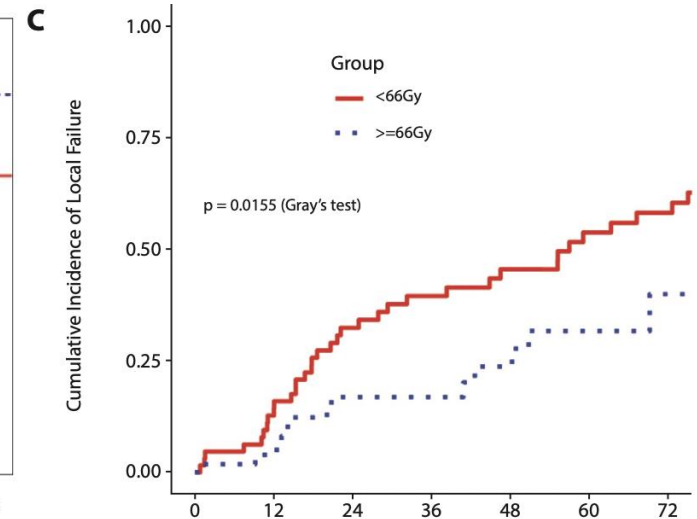 C
1.00
0.75
0.50
0.25
0.00
Cumulative Incidence of Local Failure
Group
<66Gy
>=66Gy
p = 0.0155 (Gray's test)
0 12 24 36 48 60 72